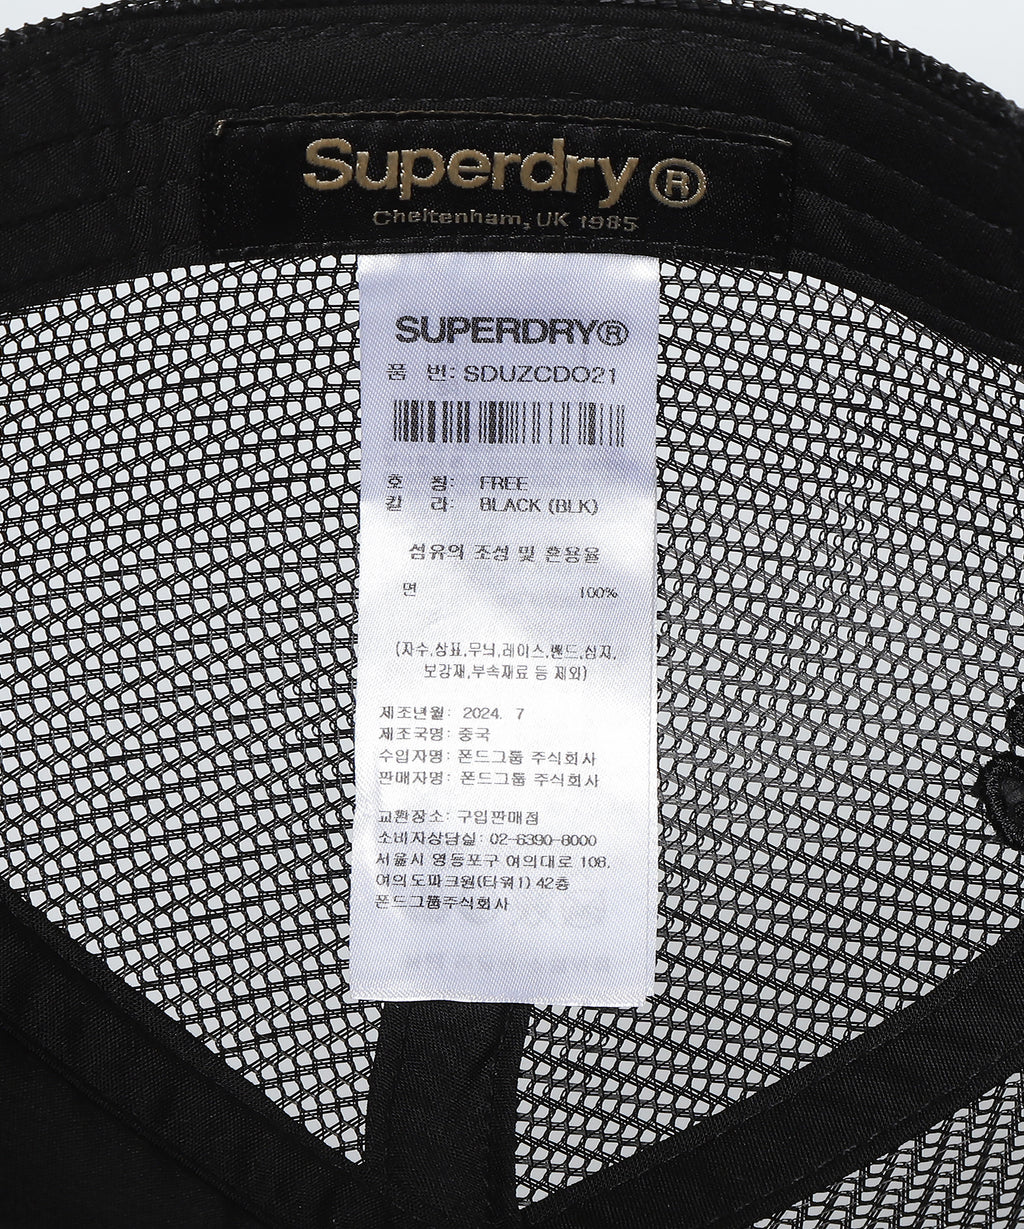 Superdry ®
Cheltenham, UK 1985
SUPERDRY®
품 번: SDUZCDO21
호 칭: FREE
칼 라: BLACK (BLK)
섬유의 조성 및 혼용율
면 100%
(자수,상표,무늬,레이스,밴드,심지,
보강재,부속재료 등 제외)
제조년월: 2024. 7
제조국명: 중국
수입자명: 폰드그룹 주식회사
판매자명: 폰드그룹 주식회사
교환장소: 구입판매점
소비자상담실: 02-6390-8000
서울시 영등포구 여의대로 108,
여의도파크원(타워1) 42층
폰드그룹주식회사